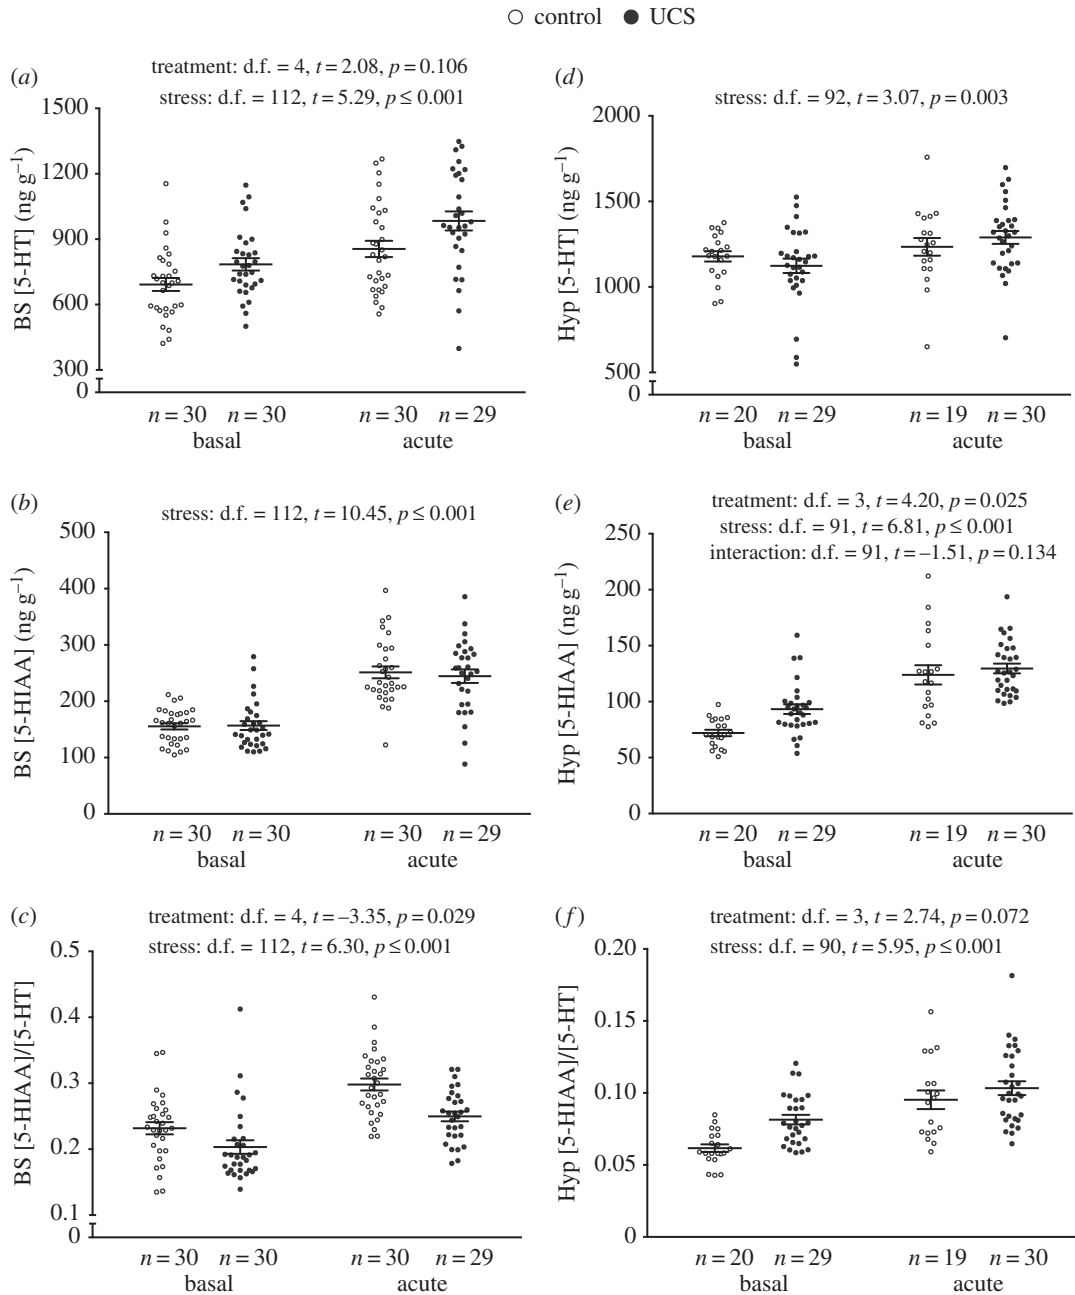 control UCS
(a)
treatment: d.f. = 4, t = 2.08, p = 0.106
stress: d.f. = 112, t = 5.29, p ≤ 0.001
BS [5-HT] (ng g⁻¹)
1500
1200
900
600
300
0
n = 30 n = 30 n = 30 n = 29
basal acute
(d)
stress: d.f. = 92, t = 3.07, p = 0.003
Hyp [5-HT] (ng g⁻¹)
2000
1500
1000
500
0
n = 20 n = 29 n = 19 n = 30
basal acute
(b)
stress: d.f. = 112, t = 10.45, p ≤ 0.001
BS [5-HIAA] (ng g⁻¹)
500
400
300
200
100
0
n = 30 n = 30 n = 30 n = 29
basal acute
(e)
treatment: d.f. = 3, t = 4.20, p = 0.025
stress: d.f. = 91, t = 6.81, p ≤ 0.001
interaction: d.f. = 91, t = –1.51, p = 0.134
Hyp [5-HIAA] (ng g⁻¹)
250
200
150
100
50
0
n = 20 n = 29 n = 19 n = 30
basal acute
(c)
treatment: d.f. = 4, t = –3.35, p = 0.029
stress: d.f. = 112, t = 6.30, p ≤ 0.001
BS [5-HIAA]/[5-HT]
0.5
0.4
0.3
0.2
0.1
0
n = 30 n = 30 n = 30 n = 29
basal acute
(f)
treatment: d.f. = 3, t = 2.74, p = 0.072
stress: d.f. = 90, t = 5.95, p ≤ 0.001
Hyp [5-HIAA]/[5-HT]
0.20
0.15
0.10
0.05
0
n = 20 n = 29 n = 19 n = 30
basal acute